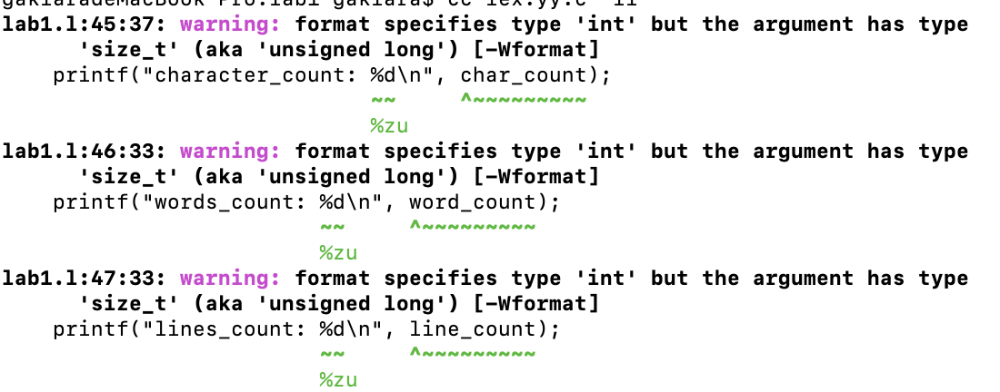 lab1.l:45:37: warning: format specifies type 'int' but the argument has type
'size_t' (aka 'unsigned long') [-Wformat]
printf("character_count: %d\n", char_count);
~~ ^~~~~~~~~~
%zu
lab1.l:46:33: warning: format specifies type 'int' but the argument has type
'size_t' (aka 'unsigned long') [-Wformat]
printf("words_count: %d\n", word_count);
~~ ^~~~~~~~~~
%zu
lab1.l:47:33: warning: format specifies type 'int' but the argument has type
'size_t' (aka 'unsigned long') [-Wformat]
printf("lines_count: %d\n", line_count);
~~ ^~~~~~~~~~
%zu